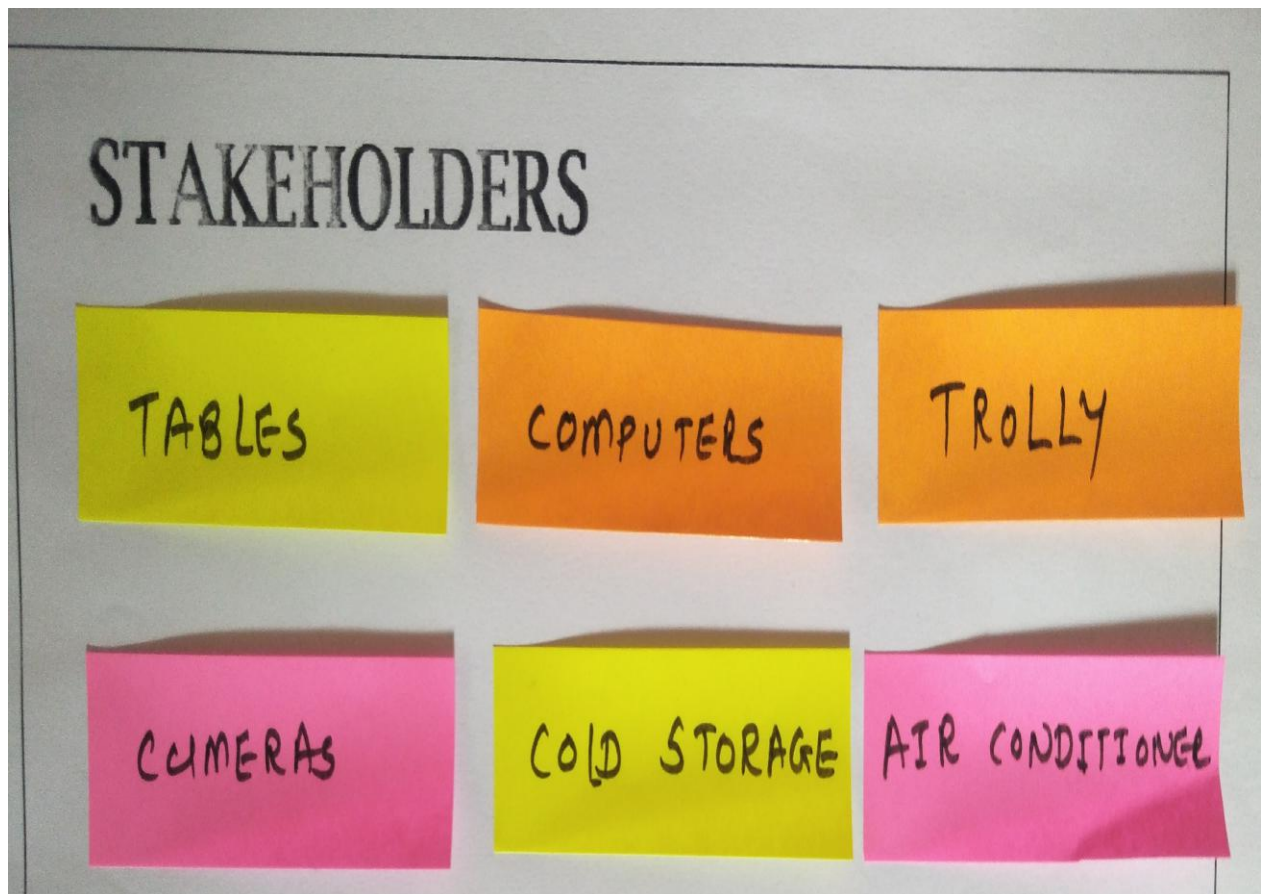 STAKEHOLDERS
TABLES
COMPUTERS
TROLLY
CAMERAS
COLD STORAGE
AIR CONDITIONER